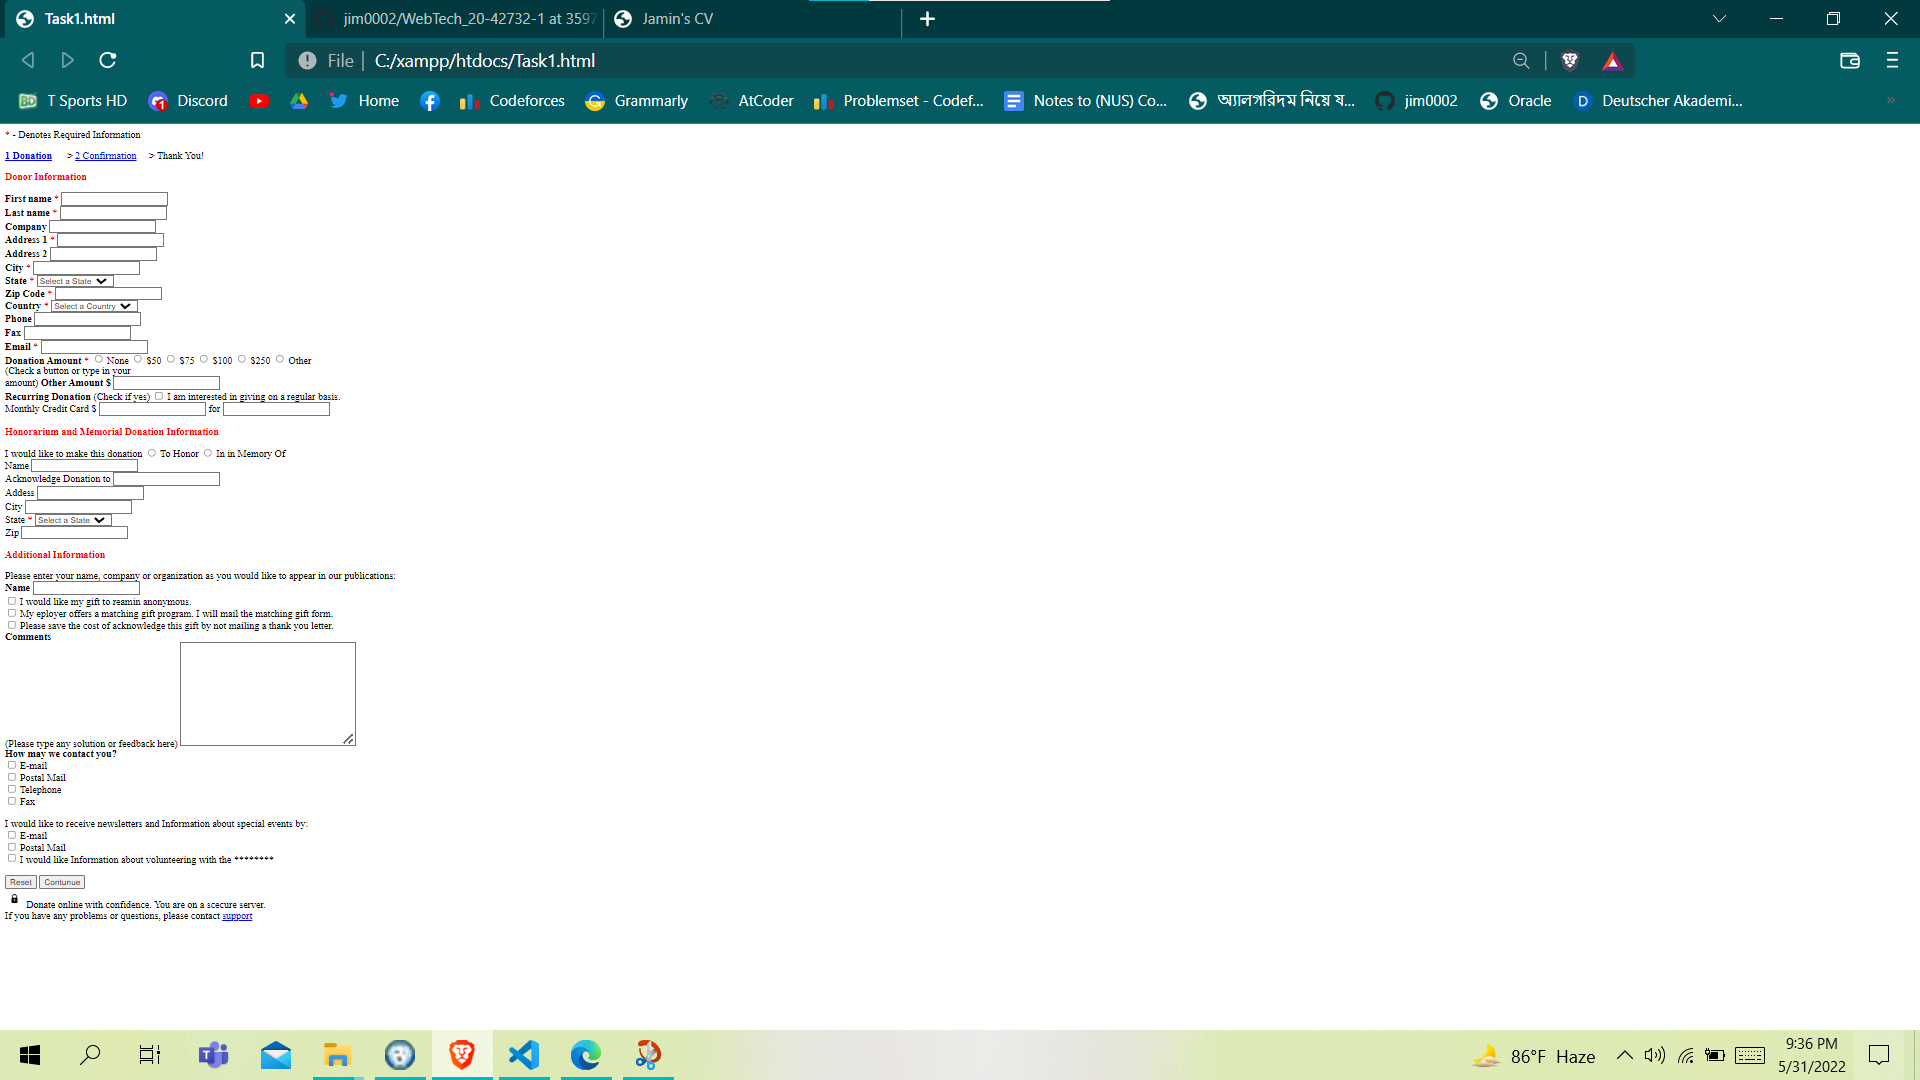 Task1.html
jim0002/WebTech_20-42732-1 at 3597
Jamin's CV
File | C:/xampp/htdocs/Task1.html
T Sports HD Discord Home Codeforces Grammarly AtCoder Problemset - Codef... Notes to (NUS) Co... অ্যালগরিদম নিয়ে য... jim0002 Oracle Deutscher Akademi... »
* - Denotes Required Information
1 Donation > 2 Confirmation > Thank You!
Donor Information
First name *
Last name *
Company
Address 1 *
Address 2
City *
State * Select a State
Zip Code *
Country * Select a Country
Phone
Fax
Email *
Donation Amount * None $50 $75 $100 $250 Other
(Check a button or type in your
amount) Other Amount $
Recurring Donation (Check if yes) I am interested in giving on a regular basis.
Monthly Credit Card $ for
Honorarium and Memorial Donation Information
I would like to make this donation To Honor In in Memory Of
Name
Acknowledge Donation to
Addess
City
State * Select a State
Zip
Additional Information
Please enter your name, company or organization as you would like to appear in our publications:
Name
I would like my gift to reamin anonymous.
My eployer offers a matching gift program. I will mail the matching gift form.
Please save the cost of acknowledge this gift by not mailing a thank you letter.
Comments
(Please type any solution or feedback here)
How may we contact you?
E-mail
Postal Mail
Telephone
Fax
I would like to receive newsletters and Information about special events by:
E-mail
Postal Mail
I would like Information about volunteering with the ********
Reset Contunue
Donate online with confidence. You are on a scecure server.
If you have any problems or questions, please contact support
86°F Haze
9:36 PM
5/31/2022